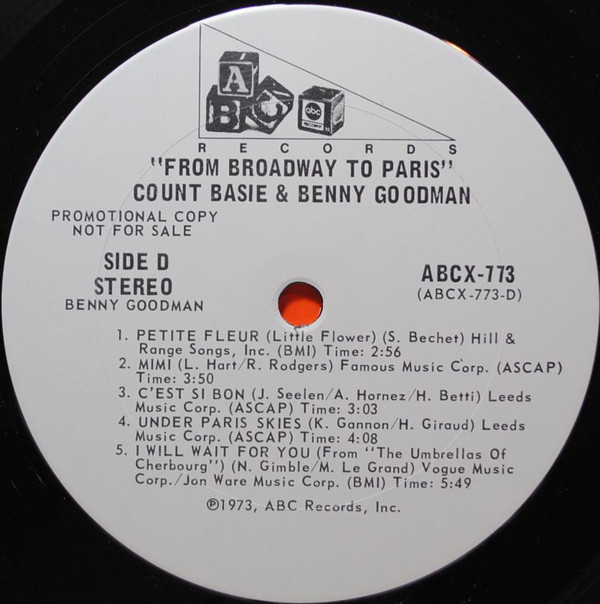 A
B C
abc
RECORDS
"FROM BROADWAY TO PARIS"
COUNT BASIE & BENNY GOODMAN
PROMOTIONAL COPY
NOT FOR SALE
SIDE D
STEREO
BENNY GOODMAN
ABCX-773
(ABCX-773-D)
1. PETITE FLEUR (Little Flower) (S. Bechet) Hill &
Range Songs, Inc. (BMI) Time: 2:56
2. MIMI (L. Hart/R. Rodgers) Famous Music Corp. (ASCAP)
Time: 3:50
3. C'EST SI BON (J. Seelen/A. Hornez/H. Betti) Leeds
Music Corp. (ASCAP) Time: 3:03
4. UNDER PARIS SKIES (K. Gannon/H. Giraud) Leeds
Music Corp. (ASCAP) Time: 4:08
5. I WILL WAIT FOR YOU (From "The Umbrellas Of
Cherbourg") (N. Gimble/M. Le Grand) Vogue Music
Corp./Jon Ware Music Corp. (BMI) Time: 5:49
℗1973, ABC Records, Inc.